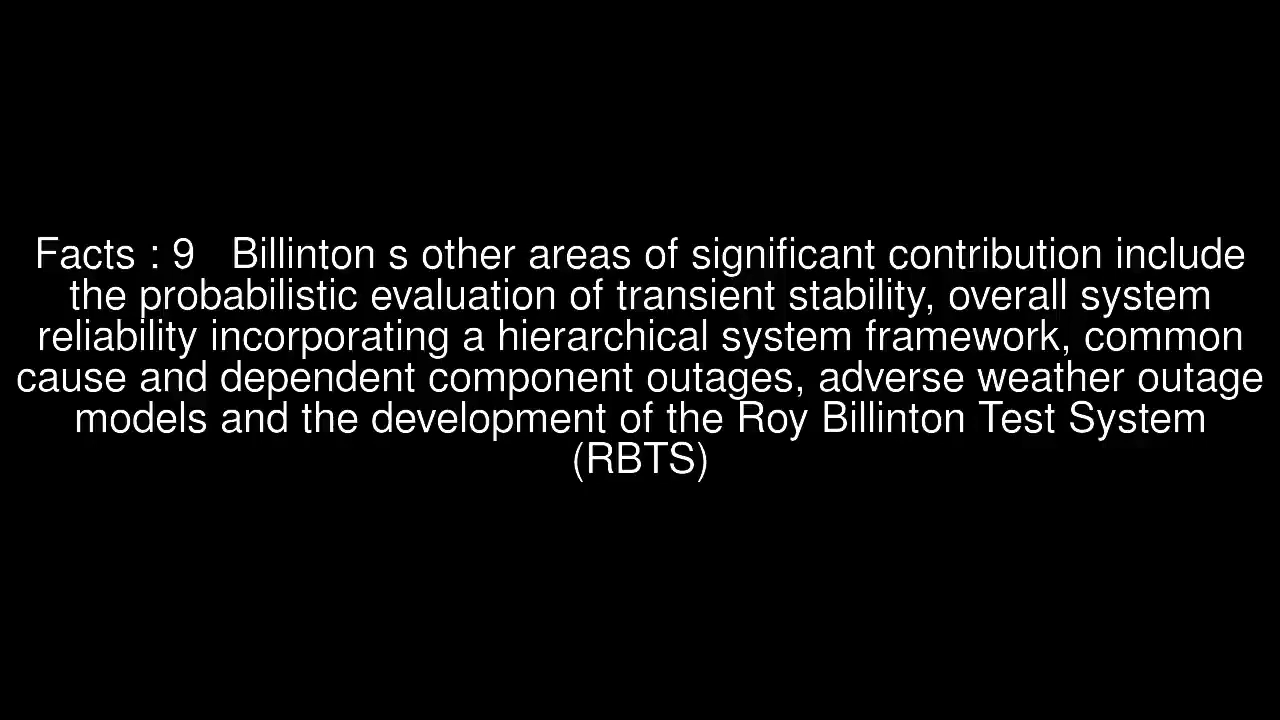 Facts : 9   Billinton s other areas of significant contribution include
the probabilistic evaluation of transient stability, overall system
reliability incorporating a hierarchical system framework, common
cause and dependent component outages, adverse weather outage
models and the development of the Roy Billinton Test System
(RBTS)